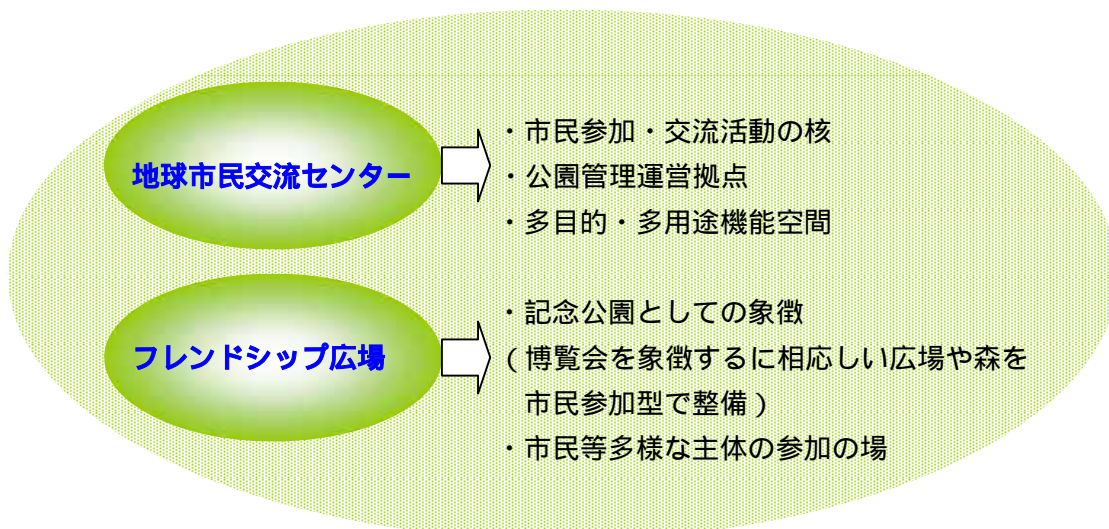 地球市民交流センター
・市民参加・交流活動の核
・公園管理運営拠点
・多目的・多用途機能空間
フレンドシップ広場
・記念公園としての象徴
（博覧会を象徴するに相応しい広場や森を
市民参加型で整備）
・市民等多様な主体の参加の場